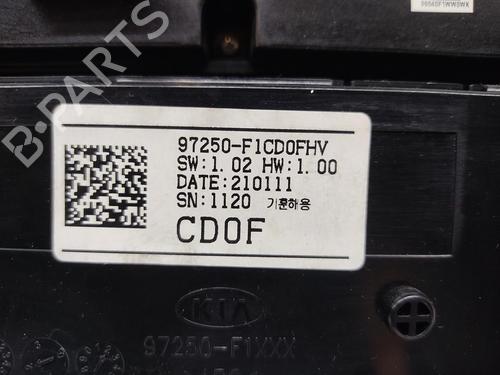 97250-F1CD0FHV
SW:1.02 HW:1.00
DATE:210111
SN:1120 기훈하용
CD0F
KIA
97250-F1XXX
B-PARTS